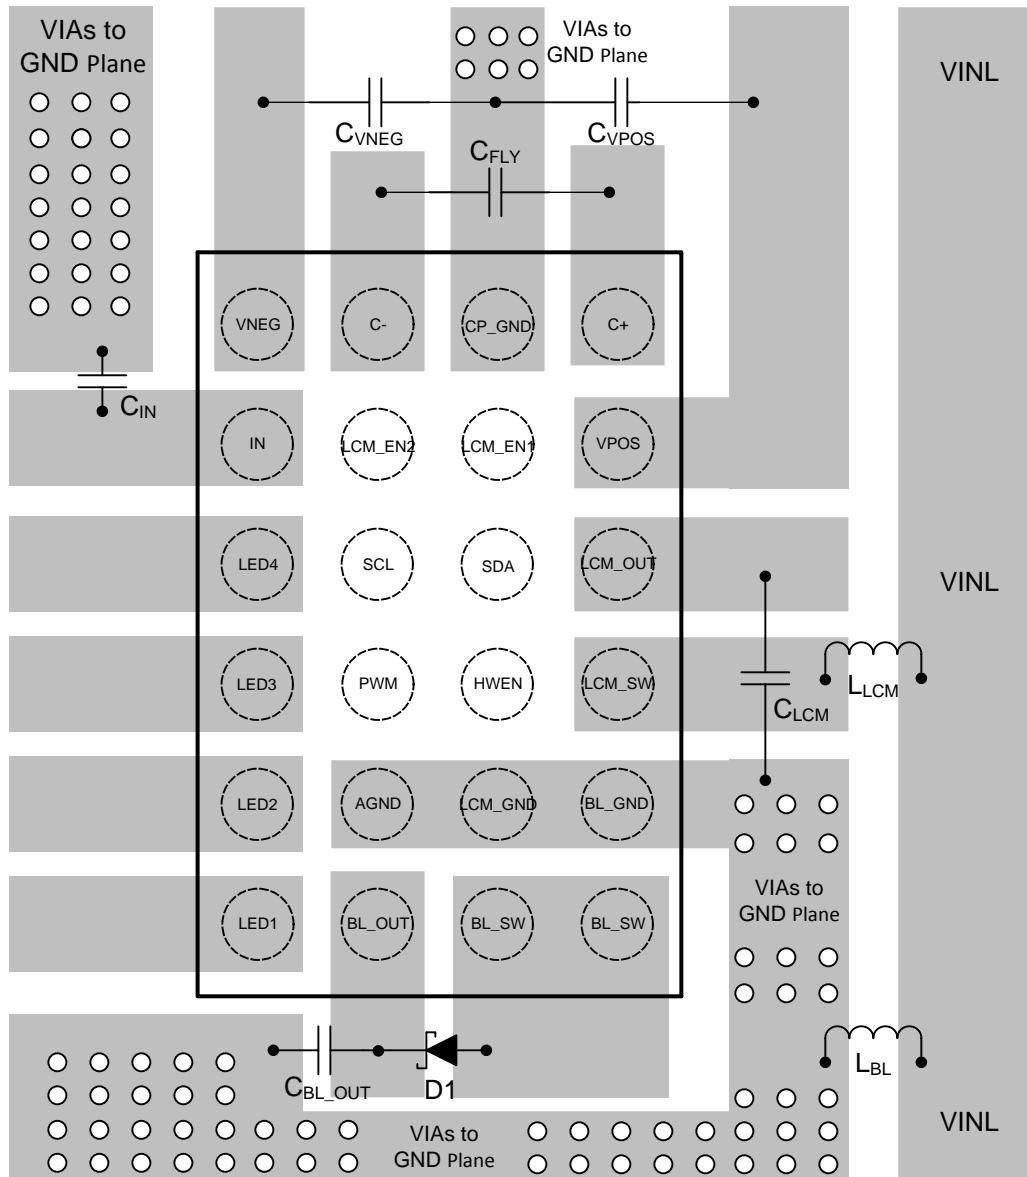 VIAs to
GND Plane
VIAs to
GND Plane
VINL
CVNEG
CVPOS
CFLY
VNEG
C-
CP_GND
C+
CIN
IN
LCM_EN2
LCM_EN1
VPOS
LED4
SCL
SDA
LCM_OUT
VINL
LED3
PWM
HWEN
LCM_SW
CLCM
LLCM
LED2
AGND
LCM_GND
BL_GND
VIAs to
GND Plane
LED1
BL_OUT
BL_SW
BL_SW
CBL_OUT
D1
LBL
VIAs to
GND Plane
VINL